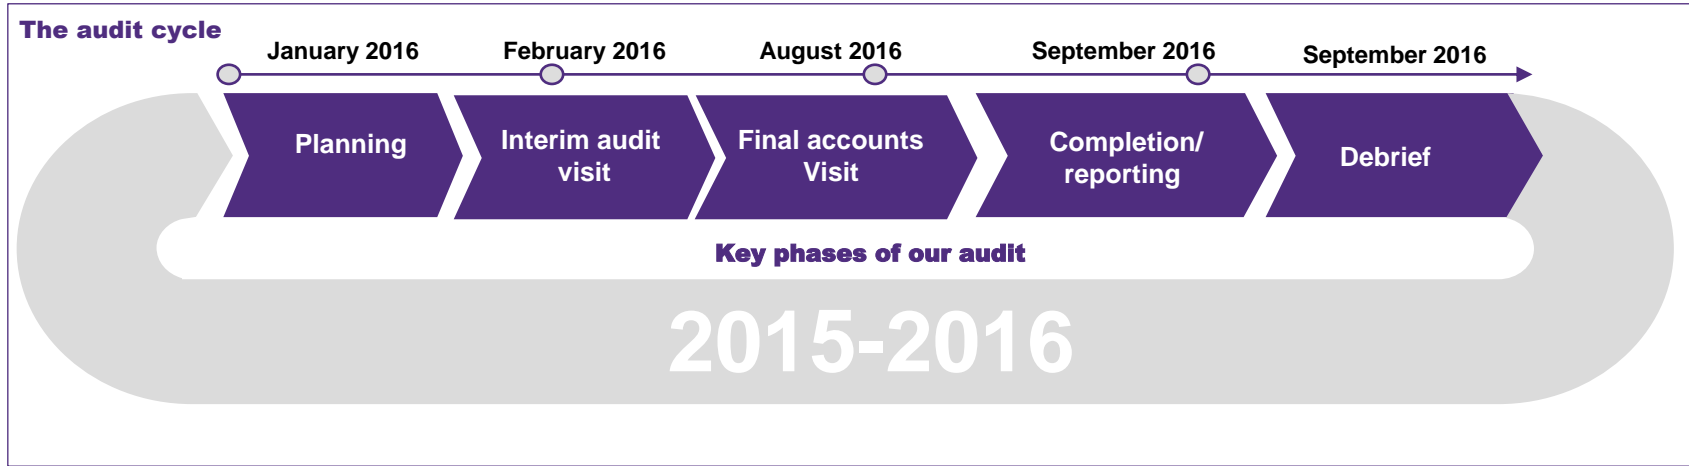 The audit cycle
January 2016
February 2016
August 2016
September 2016
September 2016
Planning
Interim audit
visit
Final accounts
Visit
Completion/
reporting
Debrief
Key phases of our audit
2015-2016